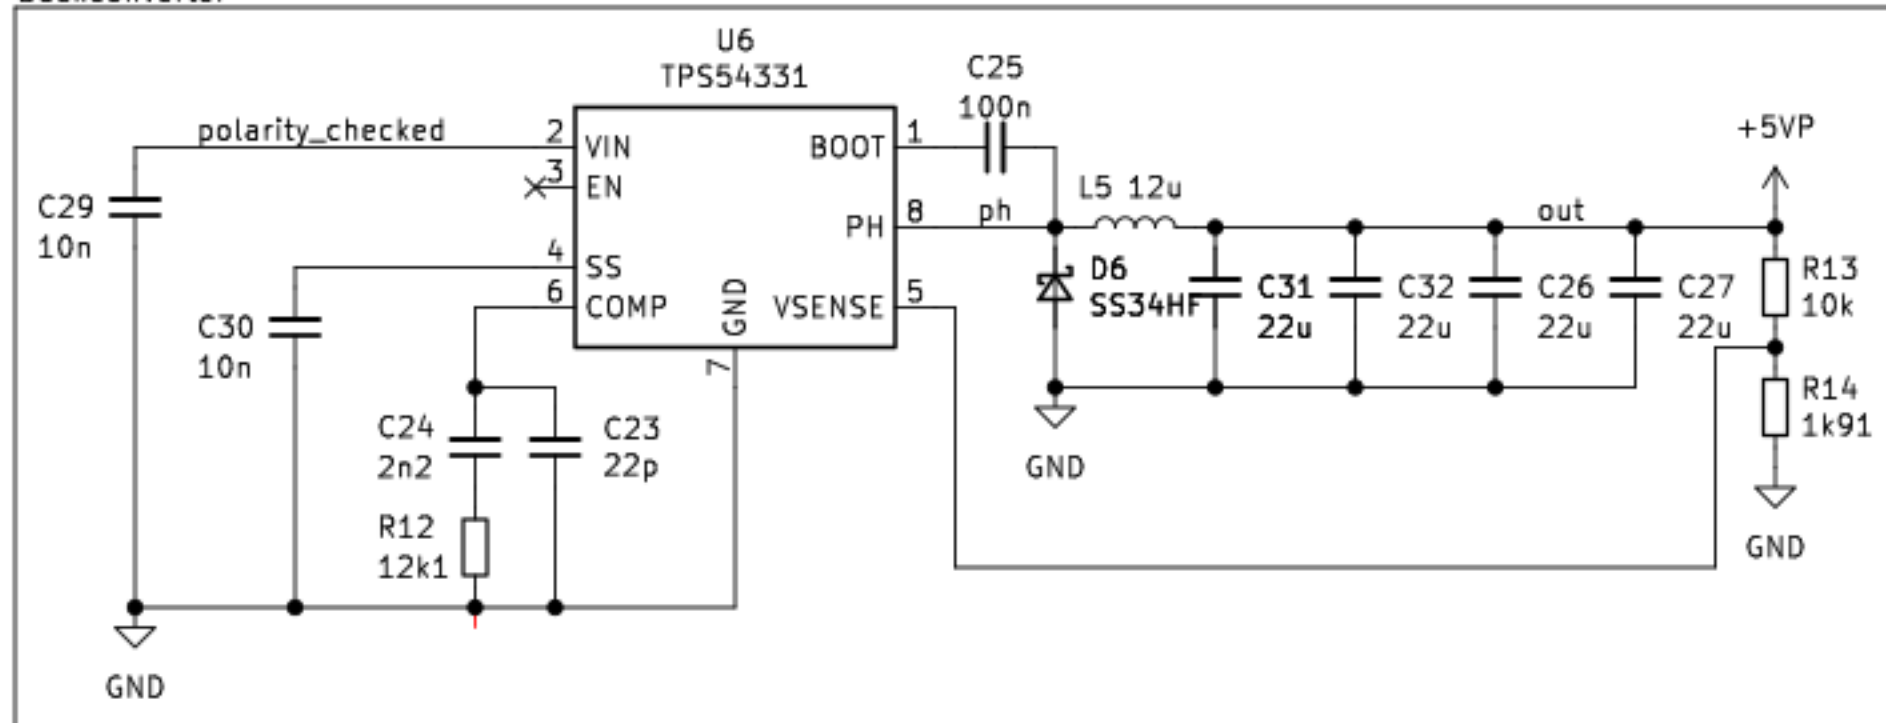 U6
TPS54331
C25
100n
+5VP
polarity_checked
2
VIN
BOOT
1
3
EN
L5 12u
C29
10n
PH
8
ph
out
4
SS
D6
SS34HF
C31
22u
C32
22u
C26
22u
C27
22u
R13
10k
6
COMP
GND
VSENSE
5
C30
10n
7
R14
1k91
C24
2n2
C23
22p
GND
R12
12k1
GND
GND